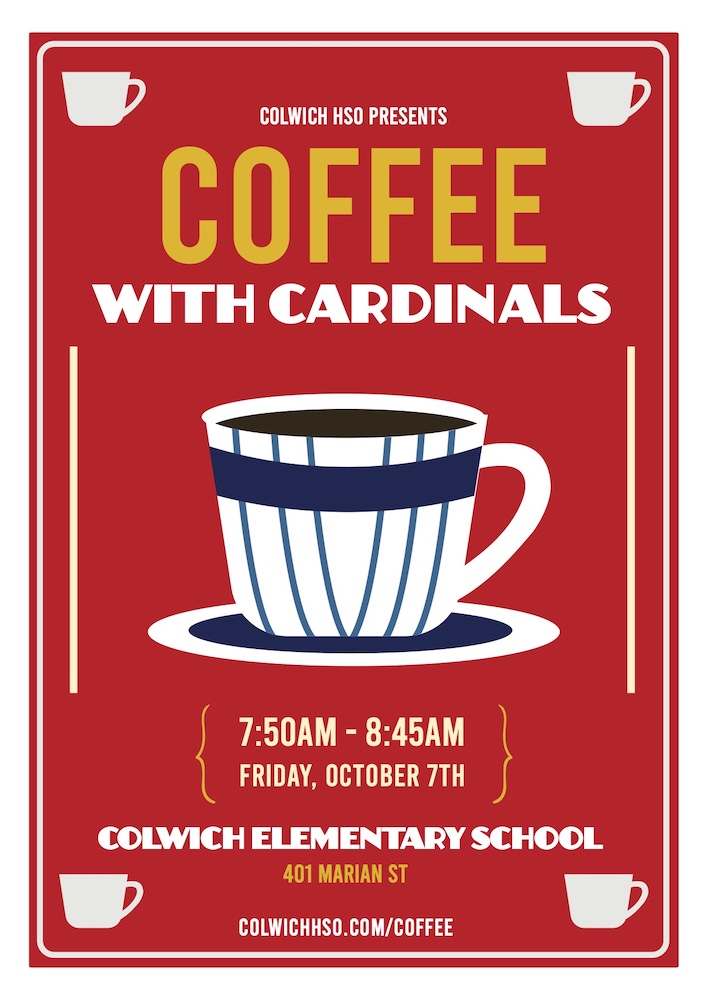 COLWICH HSO PRESENTS
COFFEE
WITH CARDINALS
7:50AM - 8:45AM
FRIDAY, OCTOBER 7TH
COLWICH ELEMENTARY SCHOOL
401 MARIAN ST
COLWICHHSO.COM/COFFEE